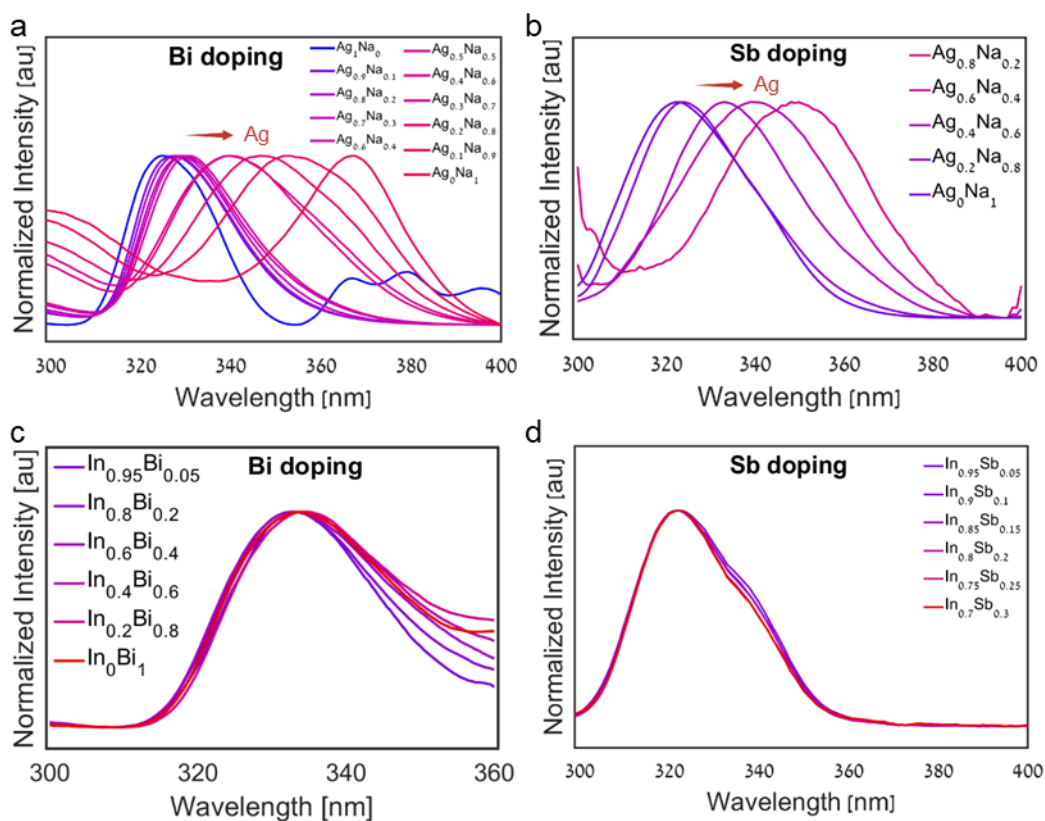 a
Bi doping
Ag₁Na₀
Ag₀.₉Na₀.₁
Ag₀.₈Na₀.₂
Ag₀.₇Na₀.₃
Ag₀.₆Na₀.₄
Ag₀.₅Na₀.₅
Ag₀.₄Na₀.₆
Ag₀.₃Na₀.₇
Ag₀.₂Na₀.₈
Ag₀.₁Na₀.₉
Ag₀Na₁
Ag
Normalized Intensity [au]
300 320 340 360 380 400
Wavelength [nm]
b
Sb doping
Ag₀.₈Na₀.₂
Ag₀.₆Na₀.₄
Ag₀.₄Na₀.₆
Ag₀.₂Na₀.₈
Ag₀Na₁
Ag
Normalized Intensity [au]
300 320 340 360 380 400
Wavelength [nm]
c
Bi doping
In₀.₉₅Bi₀.₀₅
In₀.₈Bi₀.₂
In₀.₆Bi₀.₄
In₀.₄Bi₀.₆
In₀.₂Bi₀.₈
In₀Bi₁
Normalized Intensity [au]
300 320 340 360
Wavelength [nm]
d
Sb doping
In₀.₉₅Sb₀.₀₅
In₀.₉Sb₀.₁
In₀.₈₅Sb₀.₁₅
In₀.₈Sb₀.₂
In₀.₇₅Sb₀.₂₅
In₀.₇Sb₀.₃
Normalized Intensity [au]
300 320 340 360 380 400
Wavelength [nm]